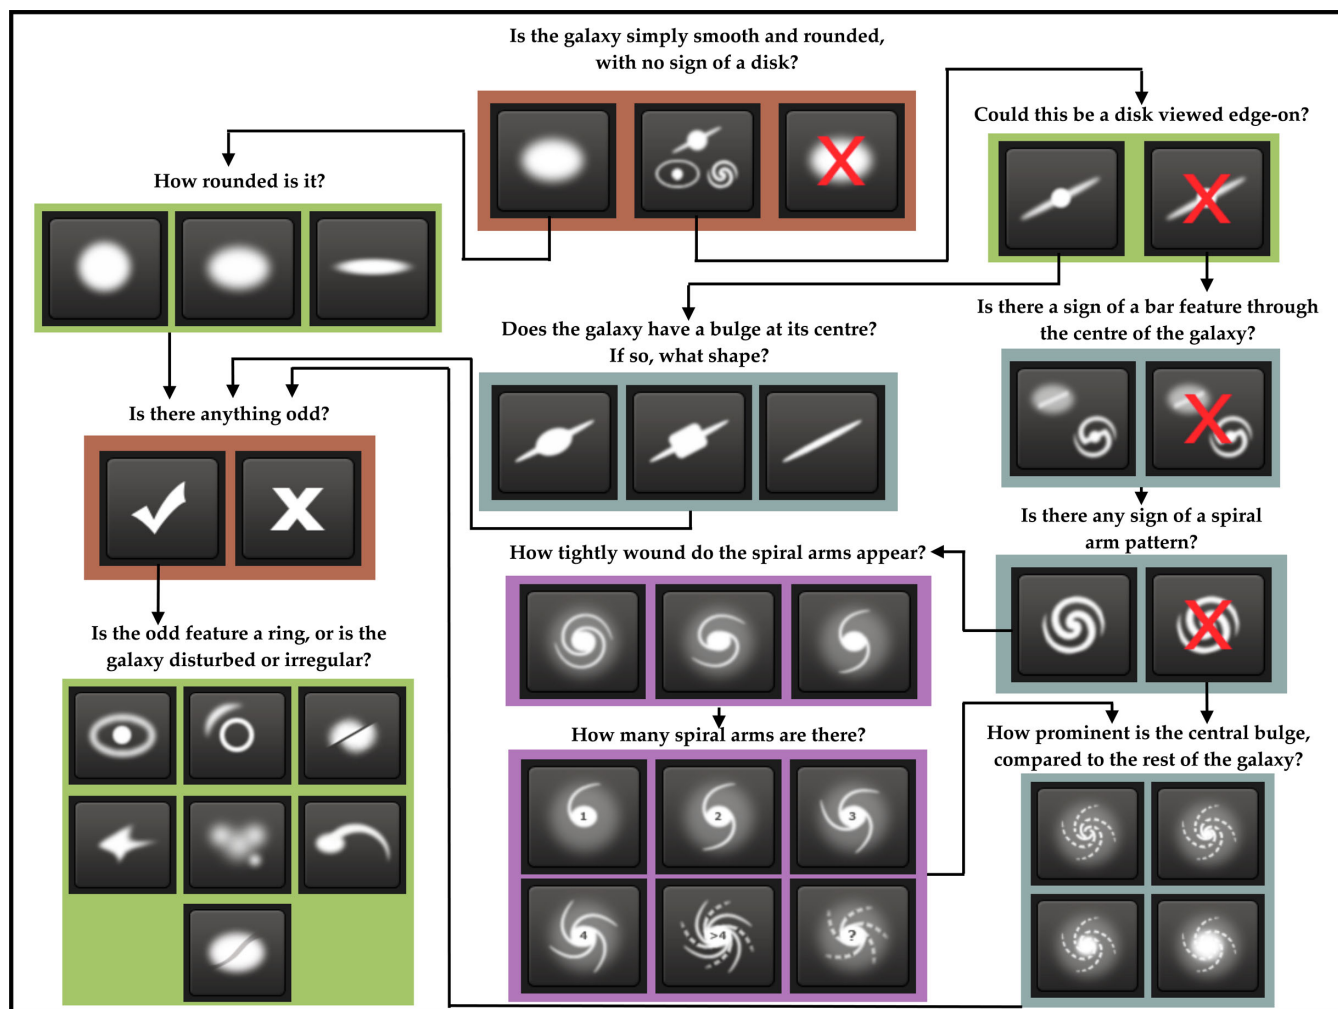 Is the galaxy simply smooth and rounded,
with no sign of a disk?
Could this be a disk viewed edge-on?
How rounded is it?
Is there a sign of a bar feature through
the centre of the galaxy?
Does the galaxy have a bulge at its centre?
If so, what shape?
Is there anything odd?
Is there any sign of a spiral
arm pattern?
How tightly wound do the spiral arms appear?
Is the odd feature a ring, or is the
galaxy disturbed or irregular?
How many spiral arms are there?
How prominent is the central bulge,
compared to the rest of the galaxy?
1
2
3
4
>4
?